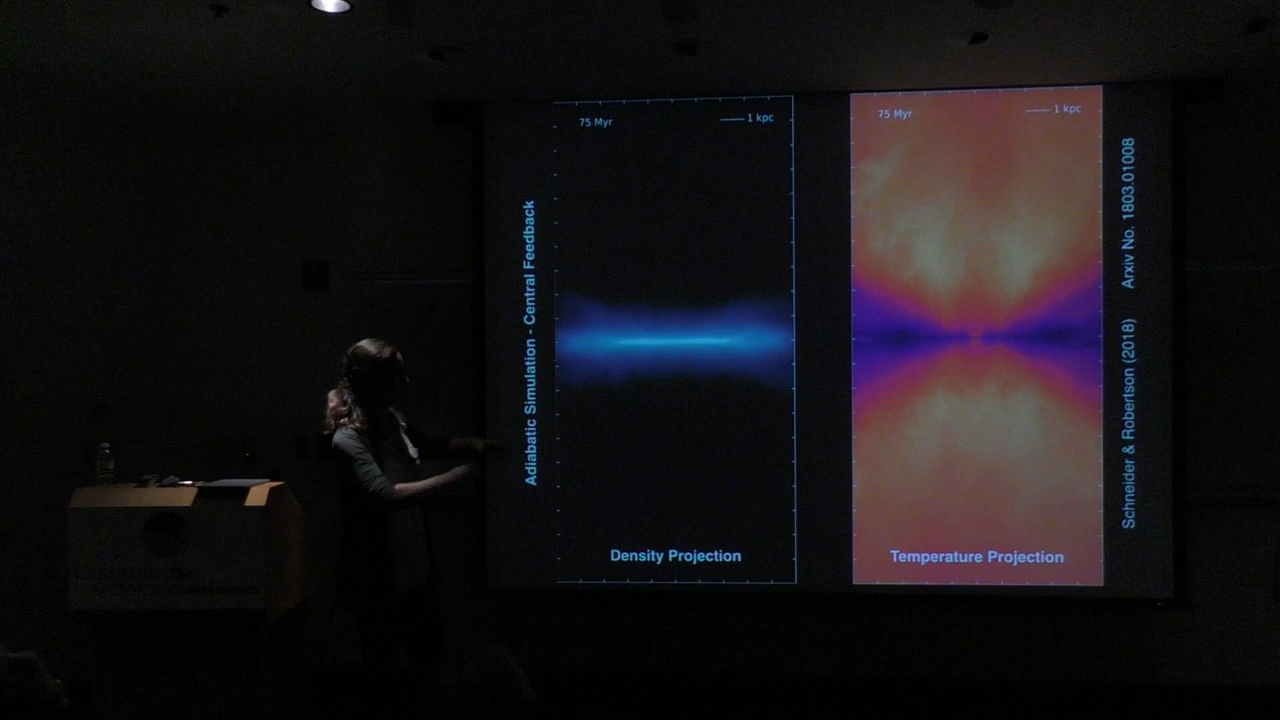 Adiabatic Simulation - Central Feedback
75 Myr
1 kpc
Density Projection
75 Myr
1 kpc
Temperature Projection
Schneider & Robertson (2018)
Arxiv No. 1803.01008